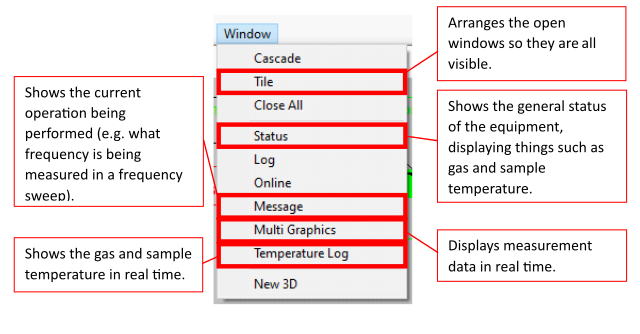 Window
Cascade
Tile
Close All
Status
Log
Online
Message
Multi Graphics
Temperature Log
New 3D
Shows the current
operation being
performed (e.g. what
frequency is being
measured in a frequency
sweep).
Shows the gas and sample
temperature in real time.
Arranges the open
windows so they are all
visible.
Shows the general status
of the equipment,
displaying things such as
gas and sample
temperature.
Displays measurement
data in real time.